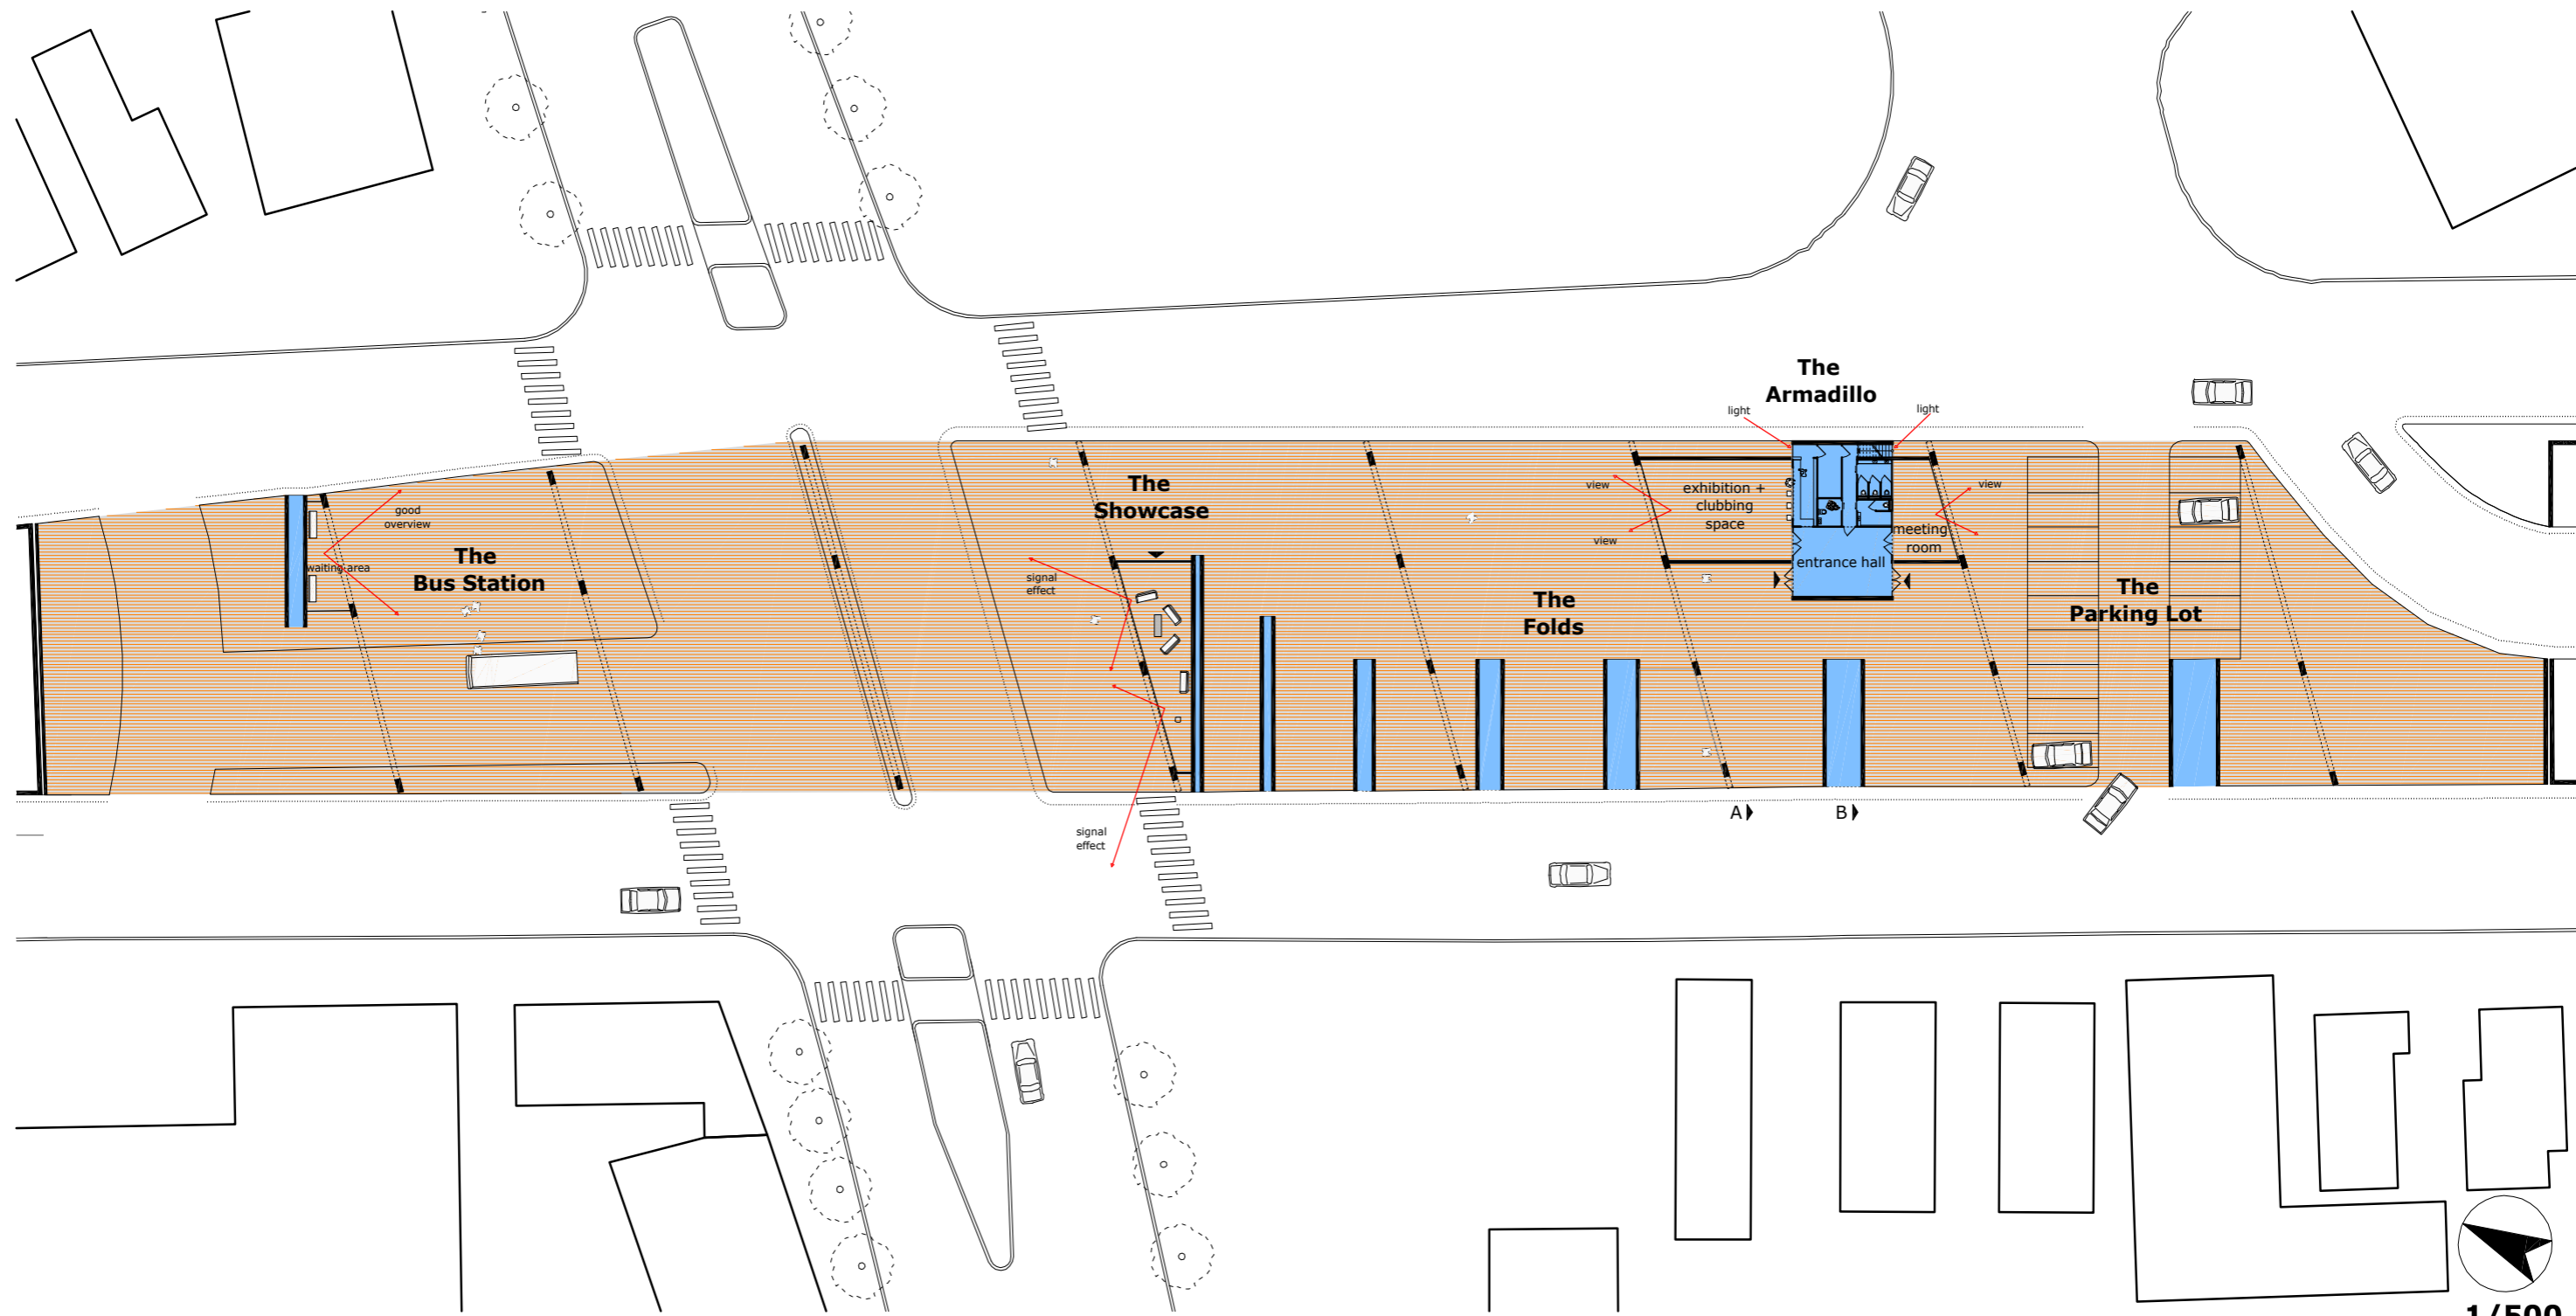 The
Armadillo
light
light
The
Showcase
exhibition +
clubbing
space
view
view
view
meeting
room
entrance hall
good
overview
waiting area
The
Bus Station
signal
effect
The
Folds
The
Parking Lot
A
B
signal
effect
1/500